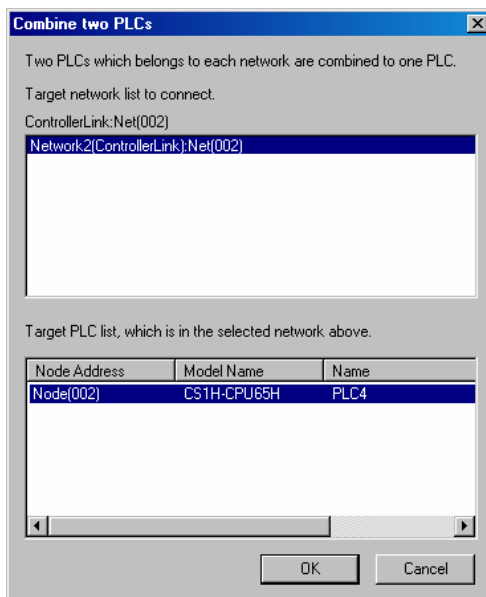 Combine two PLCs
Two PLCs which belongs to each network are combined to one PLC.
Target network list to connect.
ControllerLink:Net(002)
Network2(ControllerLink):Net(002)
Target PLC list, which is in the selected network above.
Node Address Model Name Name
Node(002) CS1H-CPU65H PLC4
OK Cancel